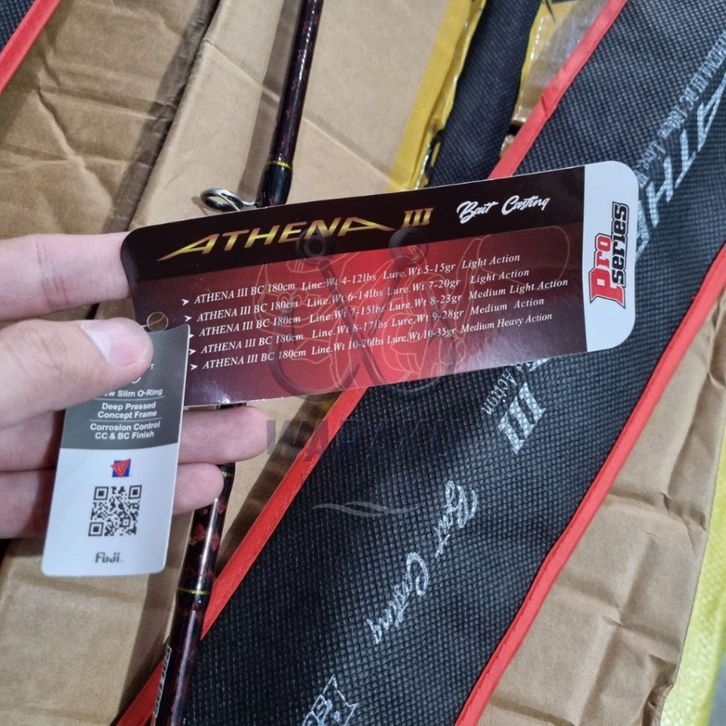 ATHENA III Bait Casting
Pro series
ATHENA III BC 180cm Line.Wt 4-12lbs Lure.Wt 5-15gr Light Action
ATHENA III BC 180cm Line.Wt 6-14lbs Lure.Wt 7-20gr Light Action
ATHENA III BC 180cm Line.Wt 7-15lbs Lure.Wt 8-23gr Medium Light Action
ATHENA III BC 180cm Line.Wt 8-17lbs Lure.Wt 9-28gr Medium Action
ATHENA III BC 180cm Line.Wt 10-20lbs Lure.Wt 10-35gr Medium Heavy Action
Slim O-Ring
Deep Pressed
Concept Frame
Corrosion Control
CC & BC Finish
Fuji
III
Action
Bait Casting